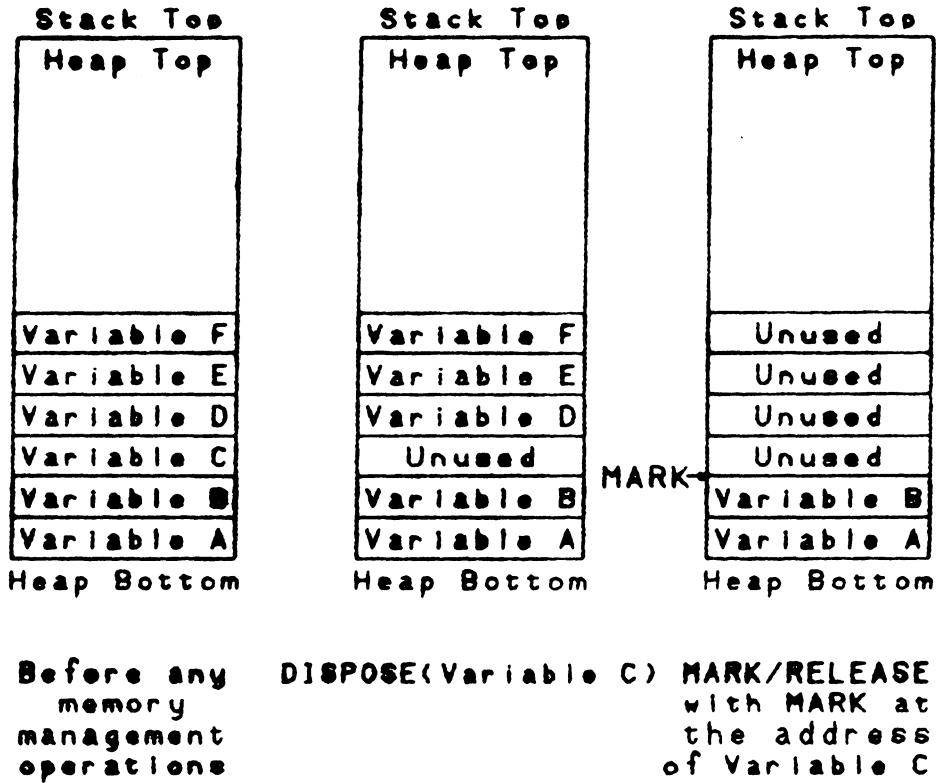 Stack Top
Heap Top
Variable F
Variable E
Variable D
Variable C
Variable B
Variable A
Heap Bottom
Before any
memory
management
operations
Stack Top
Heap Top
Variable F
Variable E
Variable D
Unused
Variable B
Variable A
Heap Bottom
DISPOSE(Variable C)
Stack Top
Heap Top
Unused
Unused
Unused
Unused
MARK
Variable B
Variable A
Heap Bottom
MARK/RELEASE
with MARK at
the address
of Variable C